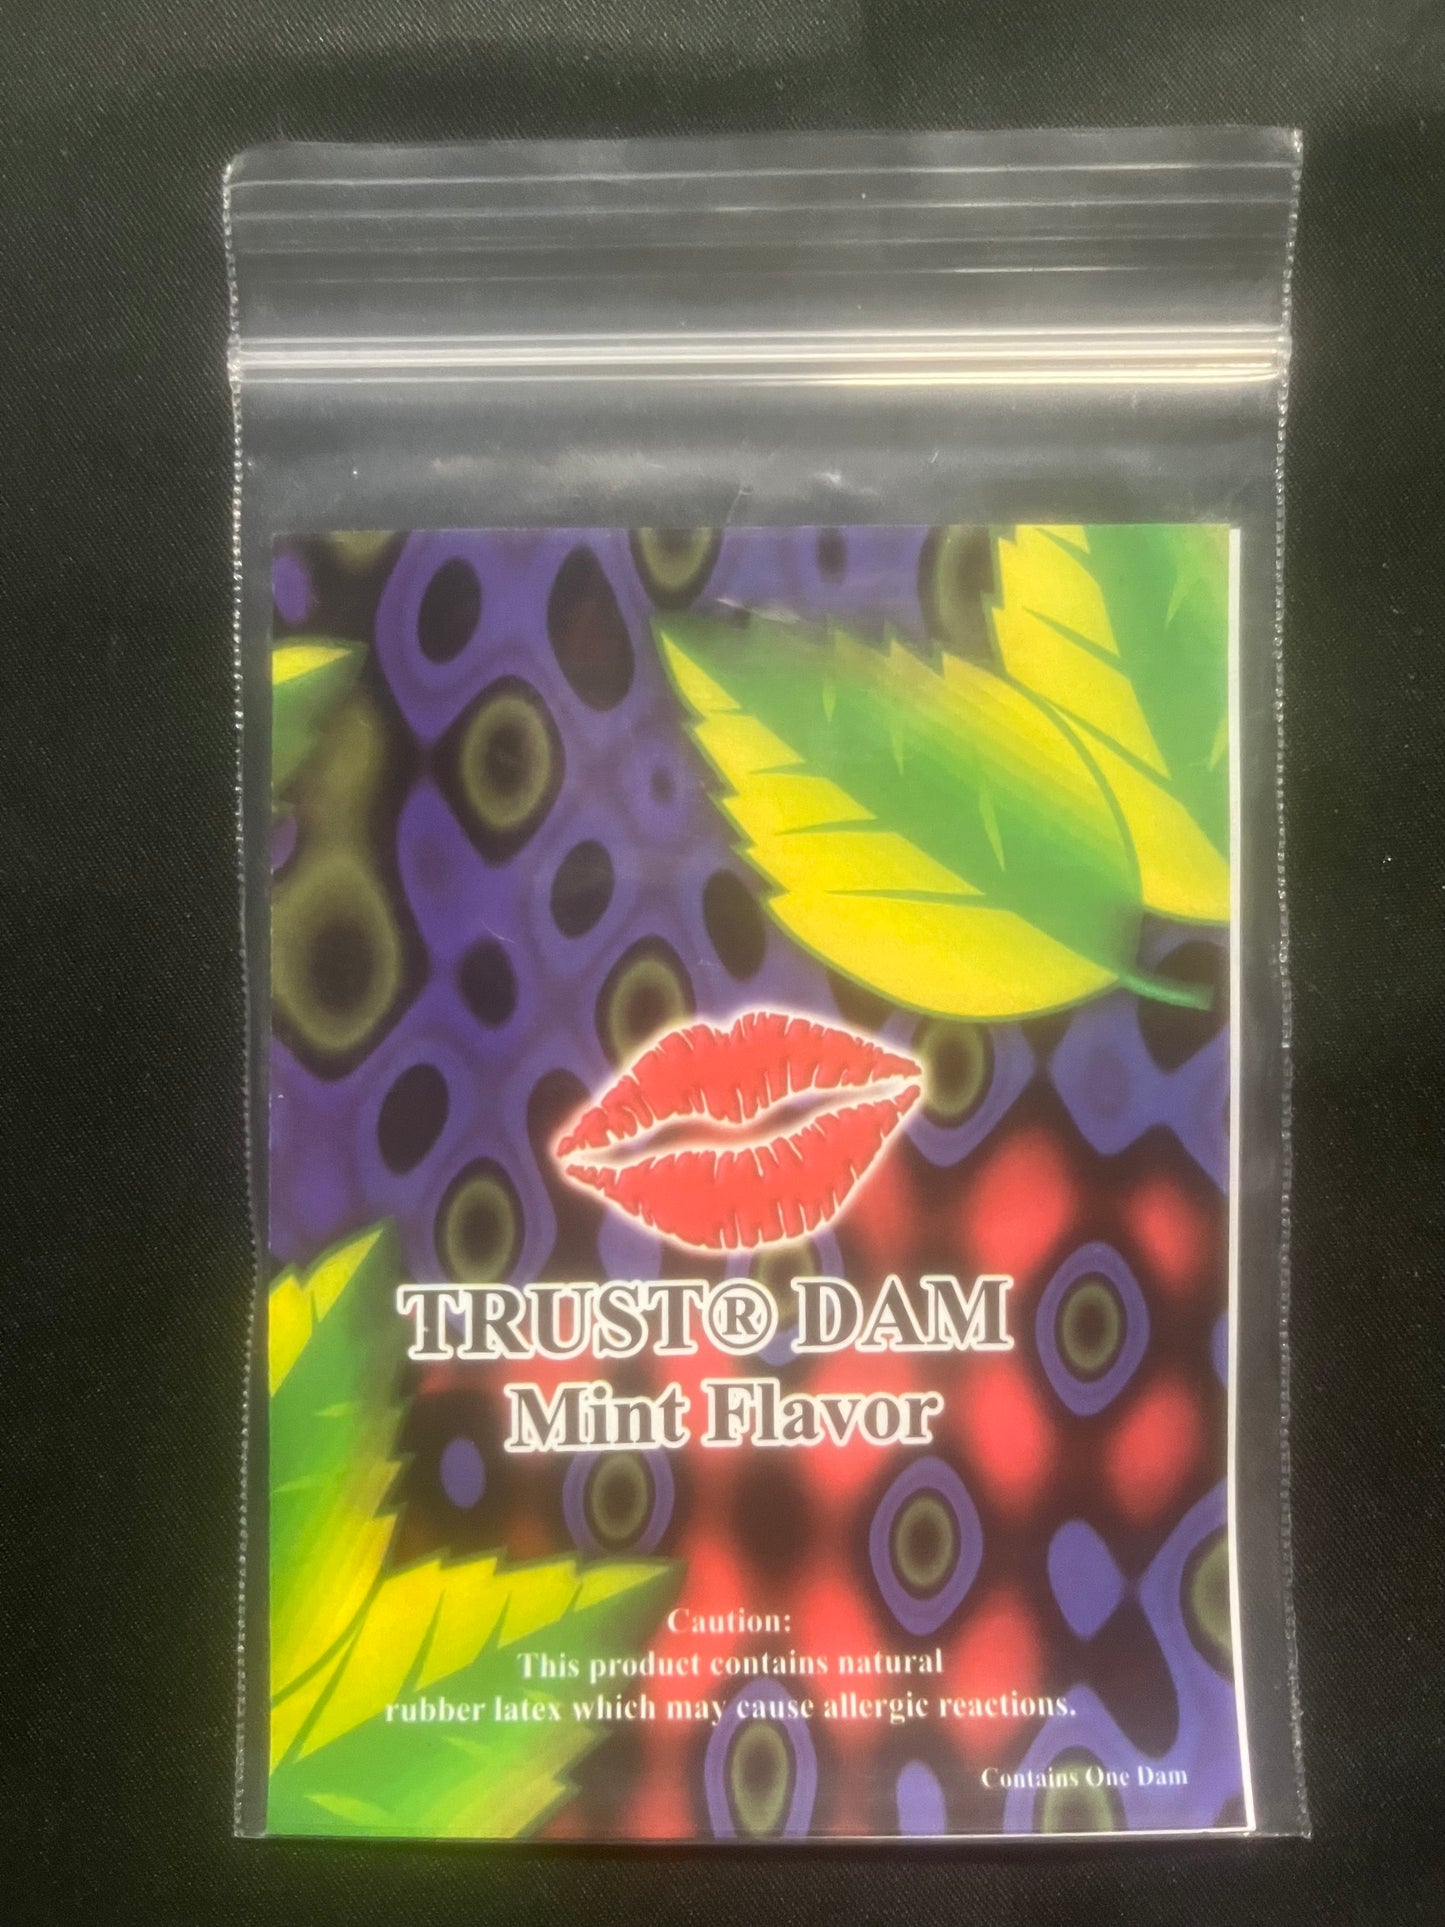 TRUST® DAM
Mint Flavor
Caution:
This product contains natural
rubber latex which may cause allergic reactions.
Contains One Dam